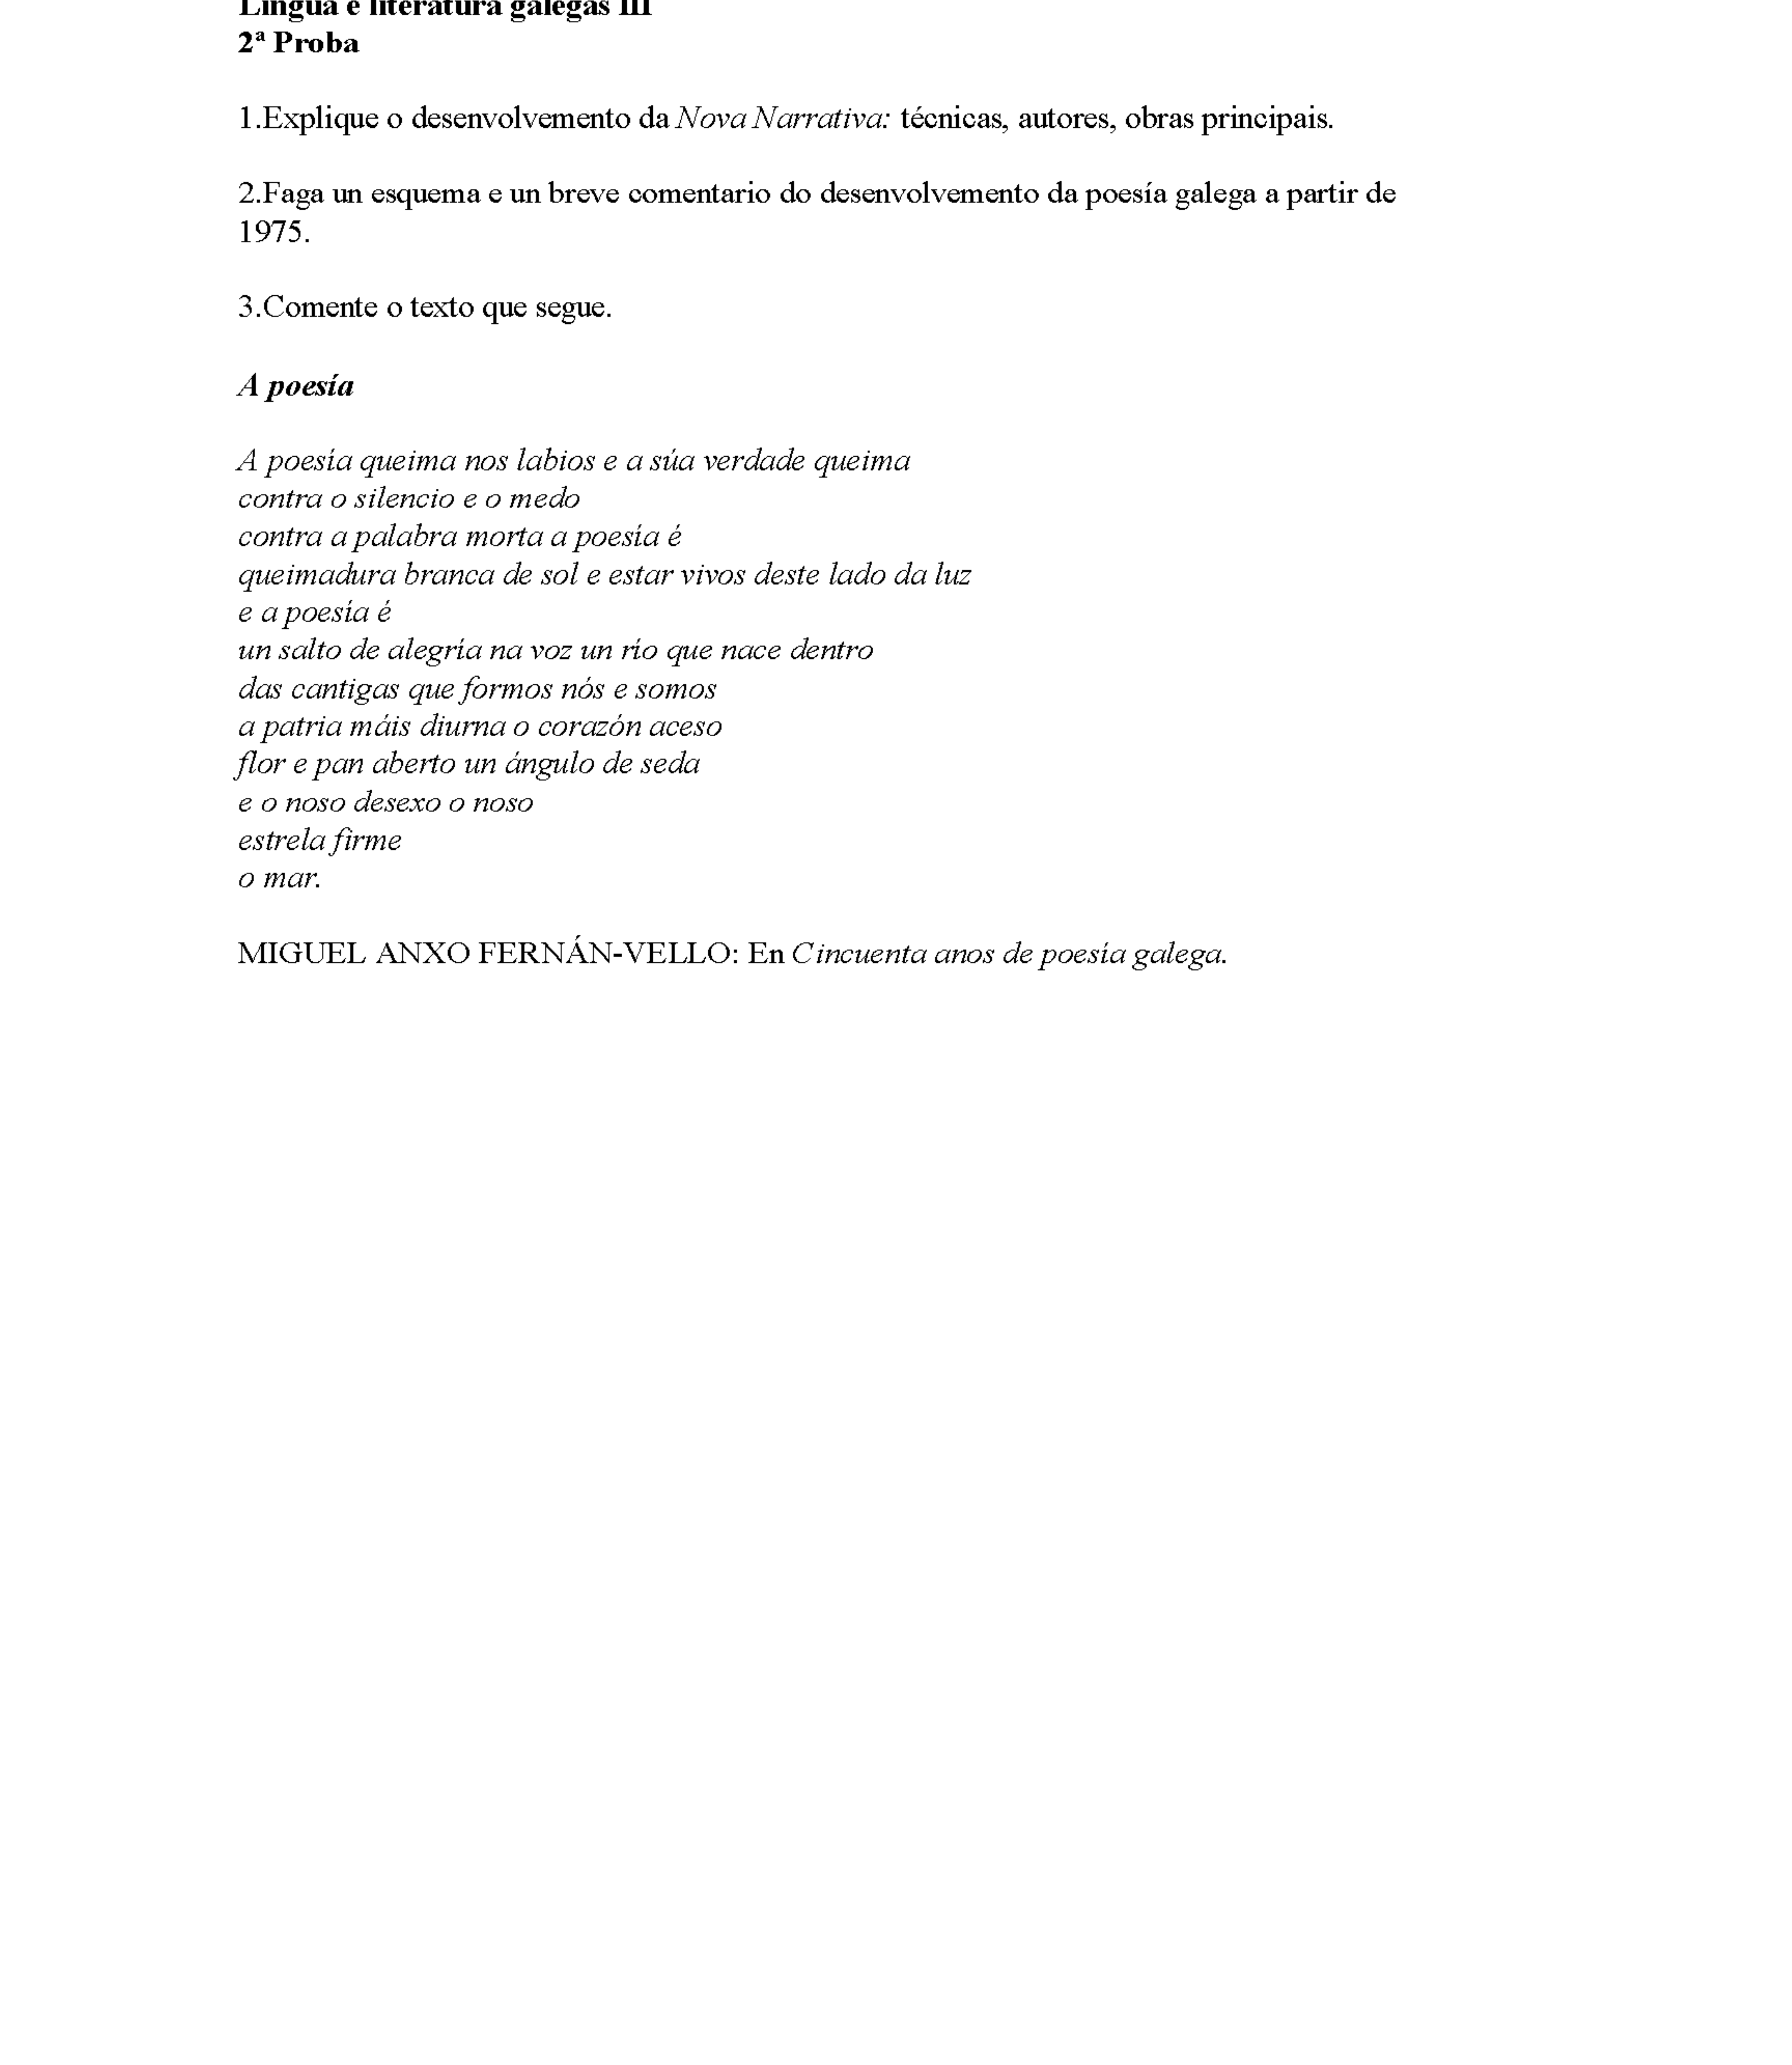 Lingua e literatura galegas III
2ª Proba
1.Explique o desenvolvemento da Nova Narrativa: técnicas, autores, obras principais.
2.Faga un esquema e un breve comentario do desenvolvemento da poesía galega a partir de
1975.
3.Comente o texto que segue.
A poesía
A poesía queima nos labios e a súa verdade queima
contra o silencio e o medo
contra a palabra morta a poesía é
queimadura branca de sol e estar vivos deste lado da luz
e a poesía é
un salto de alegría na voz un río que nace dentro
das cantigas que formos nós e somos
a patria máis diurna o corazón aceso
flor e pan aberto un ángulo de seda
e o noso desexo o noso
estrela firme
o mar.
MIGUEL ANXO FERNÁN-VELLO: En Cincuenta anos de poesía galega.